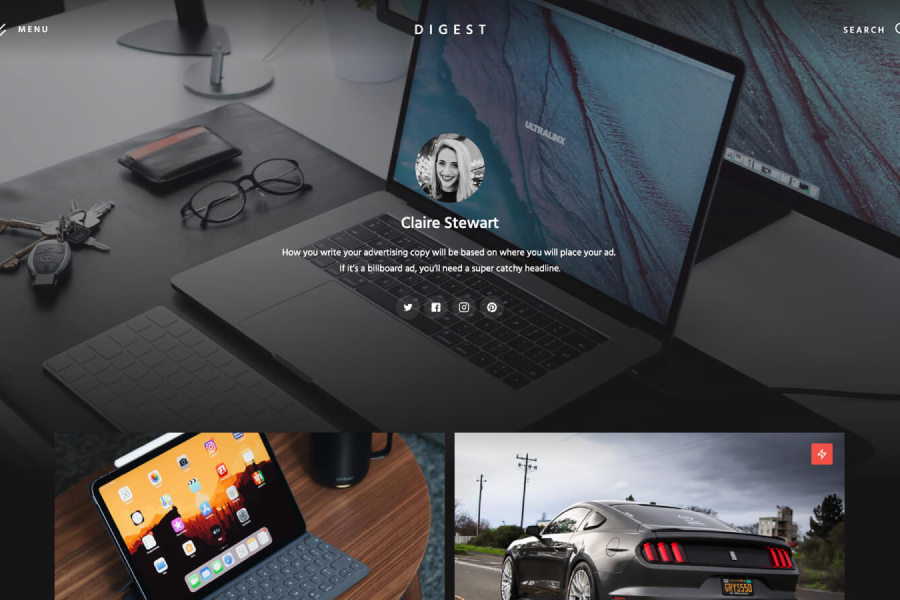 MENU
DIGEST
SEARCH
ULTRALINX
Claire Stewart
How you write your advertising copy will be based on where you will place your ad.
If it's a billboard ad, you'll need a super catchy headline.